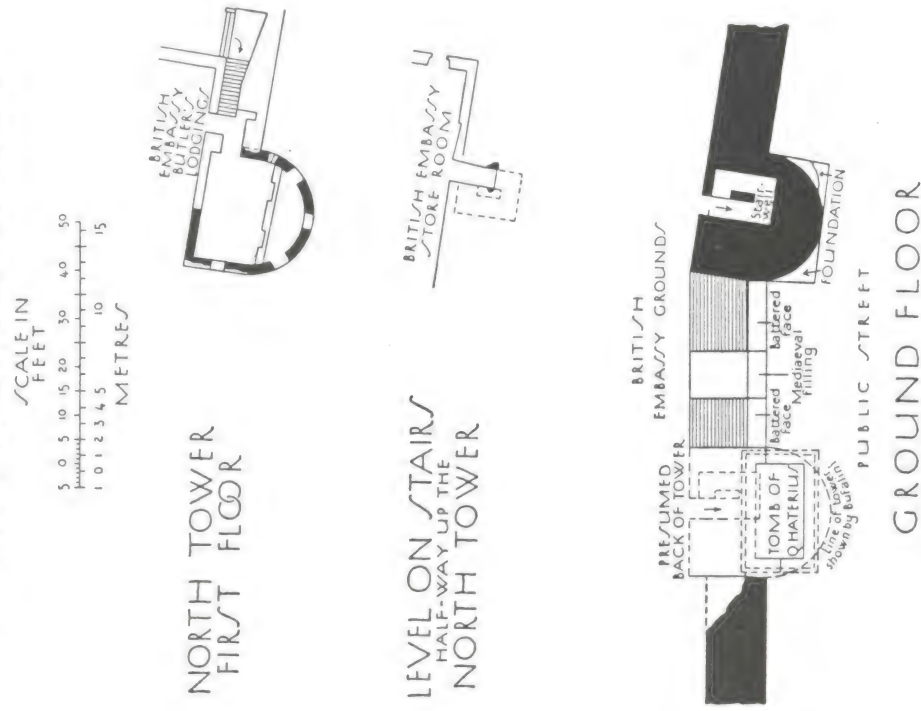 SCALE IN
FEET
5 0 5 10 15 20 30 40 50
1 0 1 2 3 4 5 10 15
METRES
NORTH TOWER
FIRST FLOOR
BRITISH
EMBASSY
BUTLER'S
LODGINGS
LEVEL ON STAIRS
HALF-WAY UP THE
NORTH TOWER
BRITISH EMBASSY
STORE ROOM
BRITISH
EMBASSY GROUNDS
PRESUMED
BACK OF TOWER
TOMB OF
Q HATERIUS
Line of tower
shown by Bufalini
Battered
face
Mediaeval
filling
Battered
face
Stair-
well
FOUNDATION
PUBLIC STREET
GROUND FLOOR